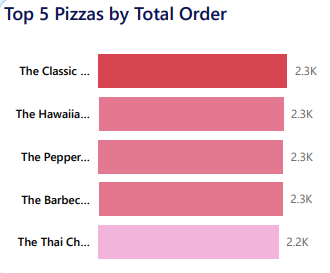 Top 5 Pizzas by Total Order
The Classic ... 2.3K
The Hawaiia... 2.3K
The Pepper... 2.3K
The Barbec... 2.3K
The Thai Ch... 2.2K